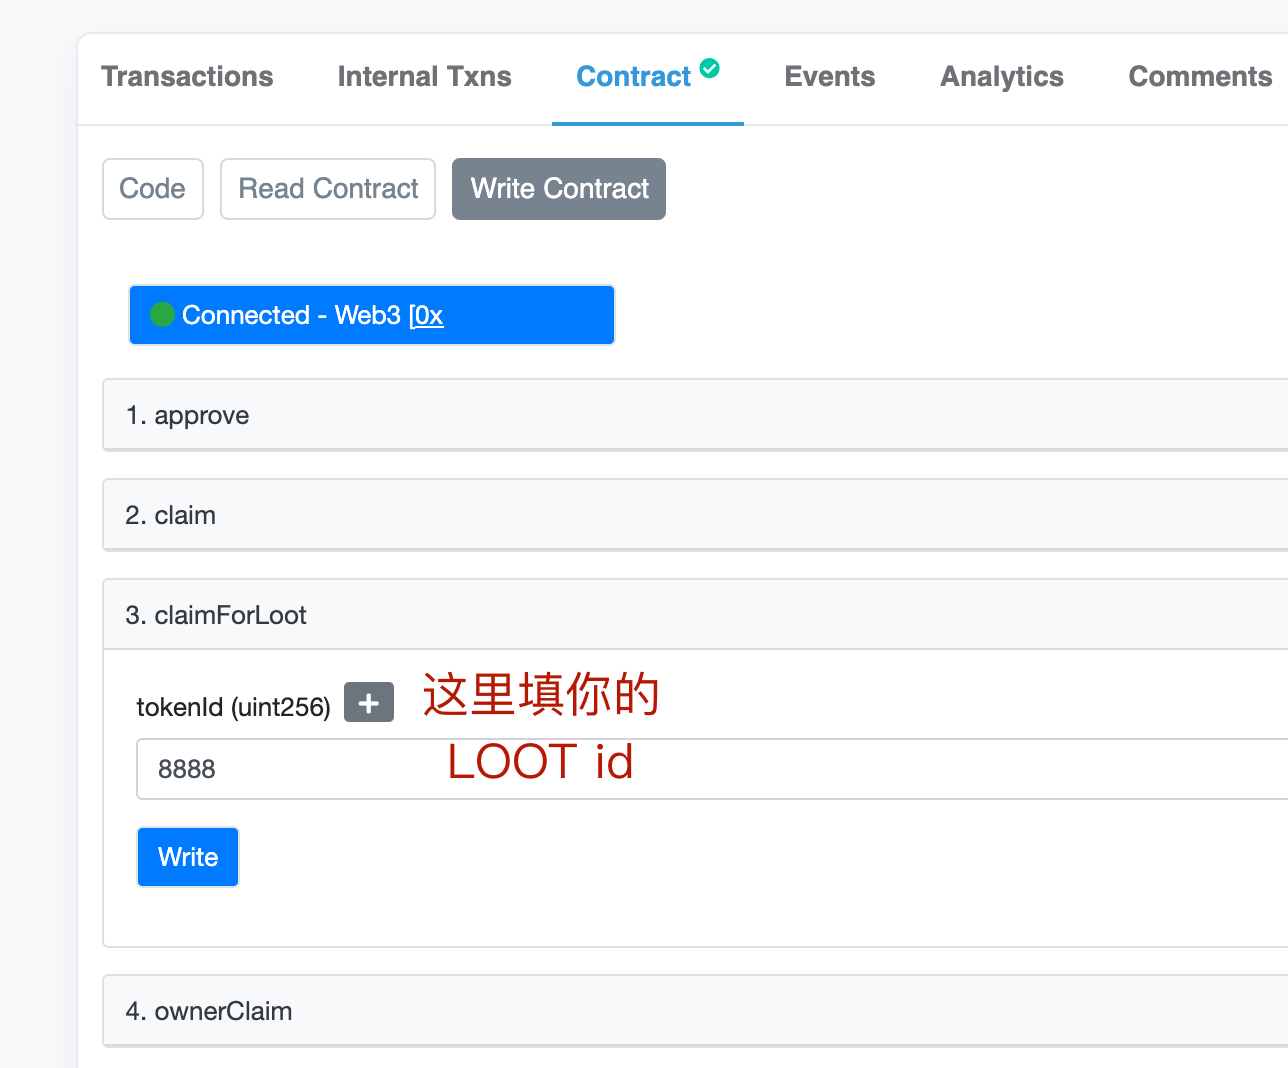 Transactions Internal Txns Contract Events Analytics Comments
Code Read Contract Write Contract
Connected - Web3 [0x
1. approve
2. claim
3. claimForLoot
tokenId (uint256) + 这里填你的
8888 LOOT id
Write
4. ownerClaim